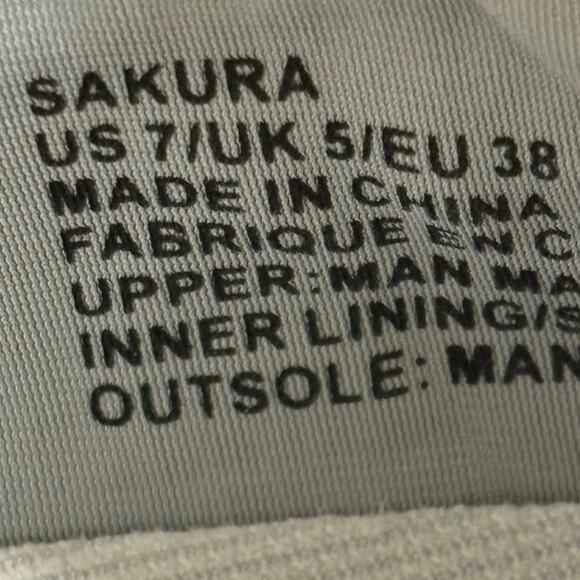 SAKURA
US 7/UK 5/EU 38
MADE IN CHINA
FABRIQUE EN C
UPPER: MAN MA
INNER LINING/S
OUTSOLE: MAN